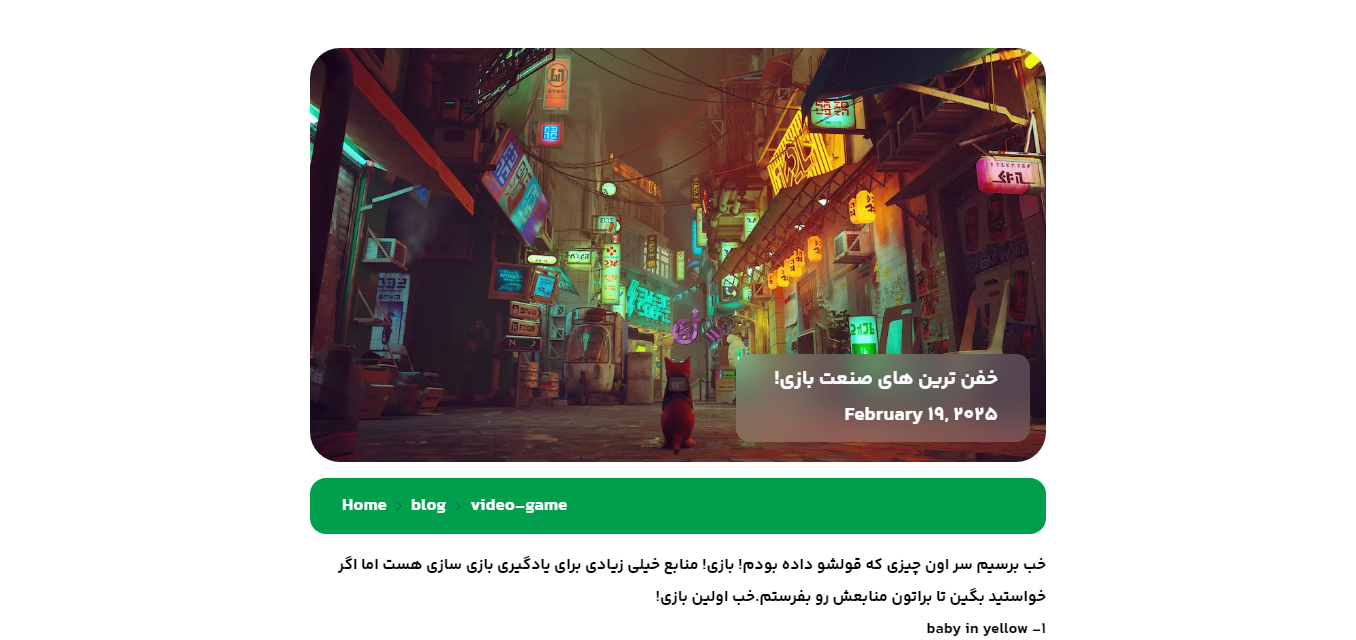 خفن ترین های صنعت بازی!
February ۱۹, ۲۰۲۵
Home > blog > video-game
خب برسیم سر اون چیزی که قولشو داده بودم! بازی! منابع خیلی زیادی برای یادگیری بازی سازی هست اما اگر
خواستید بگین تا براتون منابعش رو بفرستم.خب اولین بازی!
۱- baby in yellow